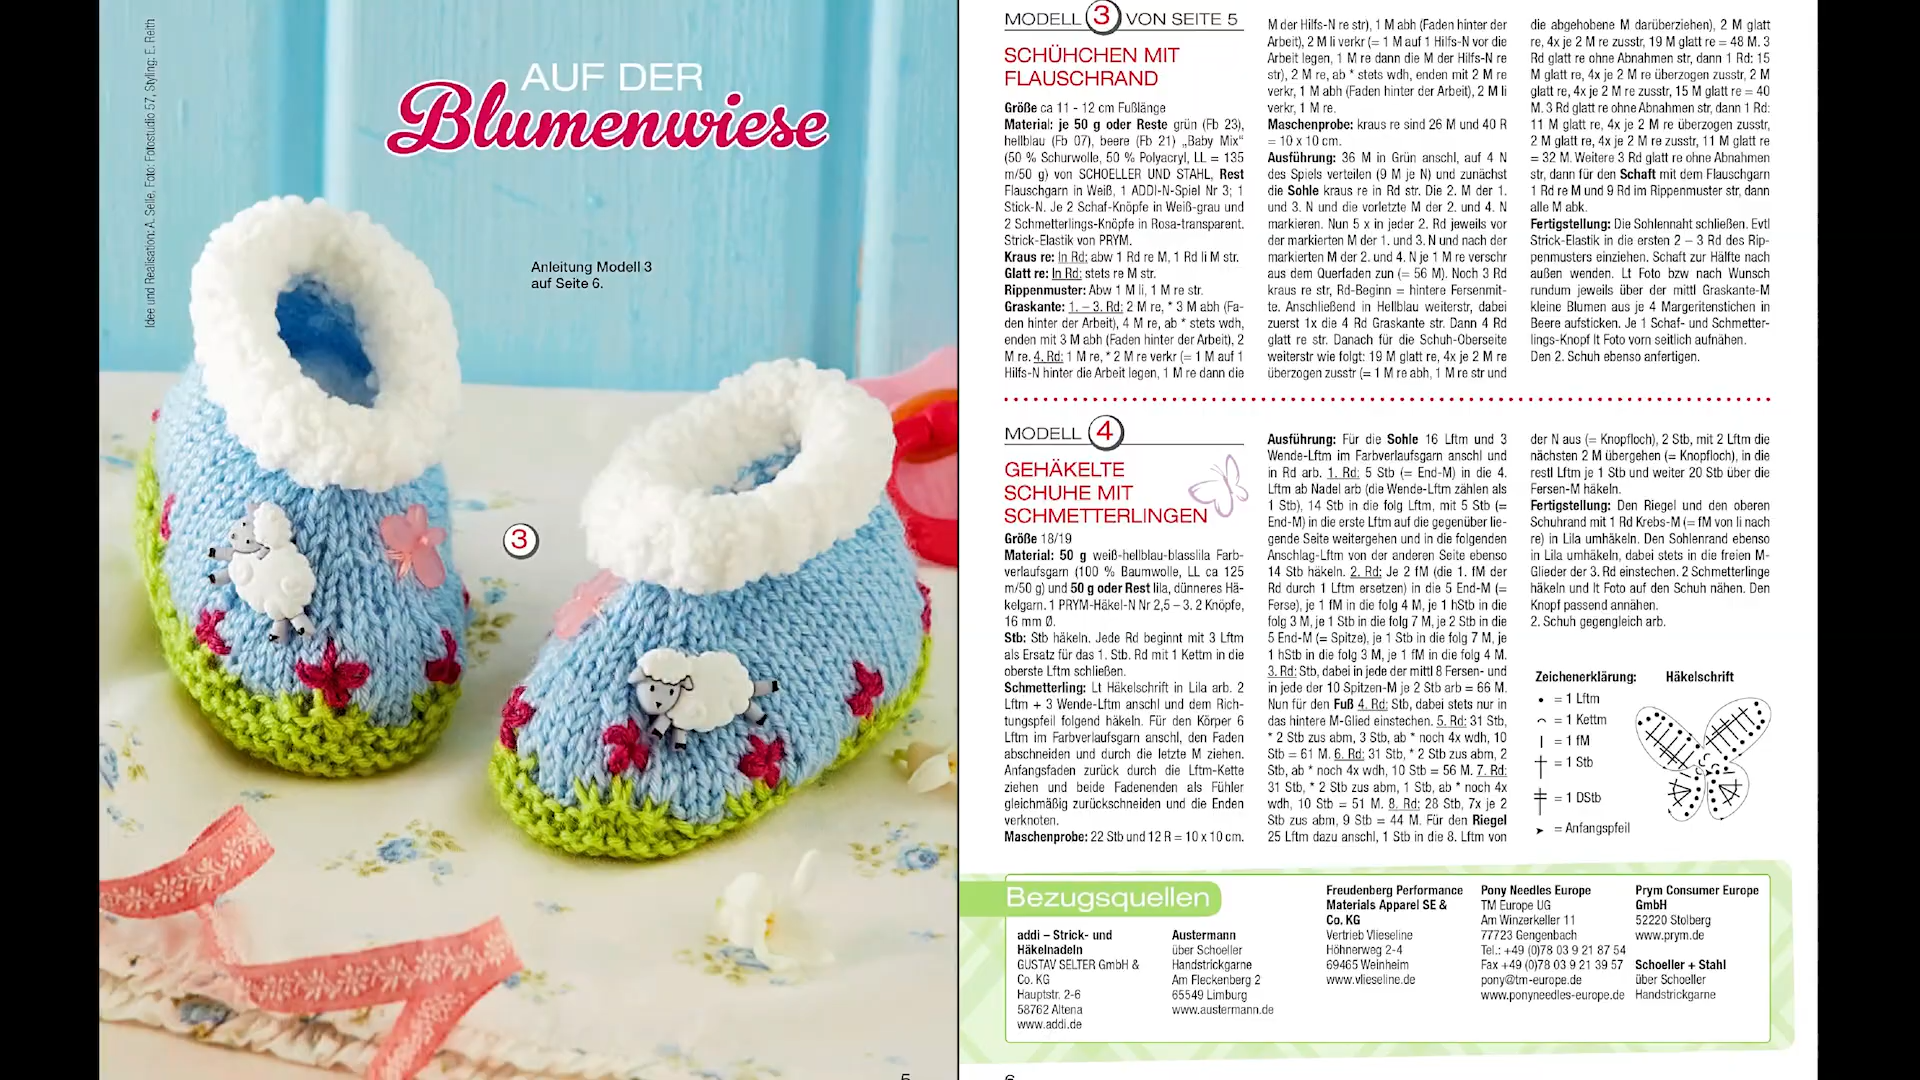 Idee und Realisation: A. Selle, Foto: Fotostudio 57, Styling: E. Reith
AUF DER
Blumenwiese
Anleitung Modell 3
auf Seite 6.
3
5
MODELL 3 VON SEITE 5
SCHÜHCHEN MIT
FLAUSCHRAND
Größe ca 11 - 12 cm Fußlänge
Material: je 50 g oder Reste grün (Fb 23),
hellblau (Fb 07), beere (Fb 21) „Baby Mix“
(50 % Schurwolle, 50 % Polyacryl, LL = 135
m/50 g) von SCHOELLER UND STAHL, Rest
Flauschgarn in Weiß, 1 ADDI-N-Spiel Nr 3; 1
Stick-N. Je 2 Schaf-Knöpfe in Weiß-grau und
2 Schmetterlings-Knöpfe in Rosa-transparent.
Strick-Elastik von PRYM.
Kraus re: In Rd: abw 1 Rd re M, 1 Rd li M str.
Glatt re: In Rd: stets re M str.
Rippenmuster: Abw 1 M li, 1 M re str.
Graskante: 1. – 3. Rd: 2 M re, * 3 M abh (Fa-
den hinter der Arbeit), 4 M re, ab * stets wdh,
enden mit 3 M abh (Faden hinter der Arbeit), 2
M re. 4. Rd: 1 M re, * 2 M re verkr (= 1 M auf 1
Hilfs-N hinter die Arbeit legen, 1 M re dann die
M der Hilfs-N re str), 1 M abh (Faden hinter der
Arbeit), 2 M li verkr (= 1 M auf 1 Hilfs-N vor die
Arbeit legen, 1 M re dann die M der Hilfs-N re
str), 2 M re, ab * stets wdh, enden mit 2 M re
verkr, 1 M abh (Faden hinter der Arbeit), 2 M li
verkr, 1 M re.
Maschenprobe: kraus re sind 26 M und 40 R
= 10 x 10 cm.
Ausführung: 36 M in Grün anschl, auf 4 N
des Spiels verteilen (9 M je N) und zunächst
die Sohle kraus re in Rd str. Die 2. M der 1.
und 3. N und die vorletzte M der 2. und 4. N
markieren. Nun 5 x in jeder 2. Rd jeweils vor
der markierten M der 1. und 3. N und nach der
markierten M der 2. und 4. N je 1 M re verschr
aus dem Querfaden zun (= 56 M). Noch 3 Rd
kraus re str, Rd-Beginn = hintere Fersenmit-
te. Anschließend in Hellblau weiterstr, dabei
zuerst 1x die 4 Rd Graskante str. Dann 4 Rd
glatt re str. Danach für die Schuh-Oberseite
weiterstr wie folgt: 19 M glatt re, 4x je 2 M re
überzogen zusstr (= 1 M re abh, 1 M re str und
die abgehobene M darüberziehen), 2 M glatt
re, 4x je 2 M re zusstr, 19 M glatt re = 48 M. 3
Rd glatt re ohne Abnahmen str, dann 1 Rd: 15
M glatt re, 4x je 2 M re überzogen zusstr, 2 M
glatt re, 4x je 2 M re zusstr, 15 M glatt re = 40
M. 3 Rd glatt re ohne Abnahmen str, dann 1 Rd:
11 M glatt re, 4x je 2 M re überzogen zusstr,
2 M glatt re, 4x je 2 M re zusstr, 11 M glatt re
= 32 M. Weitere 3 Rd glatt re ohne Abnahmen
str, dann für den Schaft mit dem Flauschgarn
1 Rd re M und 9 Rd im Rippenmuster str, dann
alle M abk.
Fertigstellung: Die Sohlennaht schließen. Evtl
Strick-Elastik in die ersten 2 – 3 Rd des Rip-
penmusters einziehen. Schaft zur Hälfte nach
außen wenden. Lt Foto bzw nach Wunsch
rundum jeweils über der mittl Graskante-M
kleine Blumen aus je 4 Margeritenstichen in
Beere aufsticken. Je 1 Schaf- und Schmetter-
lings-Knopf lt Foto vorn seitlich aufnähen.
Den 2. Schuh ebenso anfertigen.
MODELL 4
GEHÄKELTE
SCHUHE MIT
SCHMETTERLINGEN
Größe 18/19
Material: 50 g weiß-hellblau-blasslila Farb-
verlaufsgarn (100 % Baumwolle, LL ca 125
m/50 g) und 50 g oder Rest lila, dünneres Hä-
kelgarn. 1 PRYM-Häkel-N Nr 2,5 – 3. 2 Knöpfe,
16 mm Ø.
Stb: Stb häkeln. Jede Rd beginnt mit 3 Lftm
als Ersatz für das 1. Stb. Rd mit 1 Kettm in die
oberste Lftm schließen.
Schmetterling: Lt Häkelschrift in Lila arb. 2
Lftm + 3 Wende-Lftm anschl und dem Rich-
tungspfeil folgend häkeln. Für den Körper 6
Lftm im Farbverlaufsgarn anschl, den Faden
abschneiden und durch die letzte M ziehen.
Anfangsfaden zurück durch die Lftm-Kette
ziehen und beide Fadenenden als Fühler
gleichmäßig zurückschneiden und die Enden
verknoten.
Maschenprobe: 22 Stb und 12 R = 10 x 10 cm.
Ausführung: Für die Sohle 16 Lftm und 3
Wende-Lftm im Farbverlaufsgarn anschl und
in Rd arb. 1. Rd: 5 Stb (= End-M) in die 4.
Lftm ab Nadel arb (die Wende-Lftm zählen als
1 Stb), 14 Stb in die folg Lftm, mit 5 Stb (=
End-M) in die erste Lftm auf die gegenüber lie-
gende Seite weitergehen und in die folgenden
Anschlag-Lftm von der anderen Seite ebenso
14 Stb häkeln. 2. Rd: Je 2 fM (die 1. fM der
Rd durch 1 Lftm ersetzen) in die 5 End-M (=
Ferse), je 1 fM in die folg 4 M, je 1 hStb in die
folg 3 M, je 1 Stb in die folg 7 M, je 2 Stb in die
5 End-M (= Spitze), je 1 Stb in die folg 7 M, je
1 hStb in die folg 3 M, je 1 fM in die folg 4 M.
3. Rd: Stb, dabei in jede der mittl 8 Fersen- und
in jede der 10 Spitzen-M je 2 Stb arb = 66 M.
Nun für den Fuß 4. Rd: Stb, dabei stets nur in
das hintere M-Glied einstechen. 5. Rd: 31 Stb,
* 2 Stb zus abm, 3 Stb, ab * noch 4x wdh, 10
Stb = 61 M. 6. Rd: 31 Stb, * 2 Stb zus abm, 2
Stb, ab * noch 4x wdh, 10 Stb = 56 M. 7. Rd:
31 Stb, * 2 Stb zus abm, 1 Stb, ab * noch 4x
wdh, 10 Stb = 51 M. 8. Rd: 28 Stb, 7x je 2
Stb zus abm, 9 Stb = 44 M. Für den Riegel
25 Lftm dazu anschl, 1 Stb in die 8. Lftm von
der N aus (= Knopfloch), 2 Stb, mit 2 Lftm die
nächsten 2 M übergehen (= Knopfloch), in die
restl Lftm je 1 Stb und weiter 20 Stb über die
Fersen-M häkeln.
Fertigstellung: Den Riegel und den oberen
Schuhrand mit 1 Rd Krebs-M (= fM von li nach
re) in Lila umhäkeln. Den Sohlenrand ebenso
in Lila umhäkeln, dabei stets in die freien M-
Glieder der 3. Rd einstechen. 2 Schmetterlinge
häkeln und lt Foto auf den Schuh nähen. Den
Knopf passend annähen.
2. Schuh gegengleich arb.
Zeichenerklärung:
= 1 Lftm
= 1 Kettm
= 1 fM
= 1 Stb
= 1 DStb
= Anfangspfeil
Häkelschrift
Bezugsquellen
addi – Strick- und
Häkelnadeln
GUSTAV SELTER GmbH &
Co. KG
Hauptstr. 2-6
58762 Altena
www.addi.de
Austermann
über Schoeller
Handstrickgarne
Am Fleckenberg 2
65549 Limburg
www.austermann.de
Freudenberg Performance
Materials Apparel SE &
Co. KG
Vertrieb Vlieseline
Höhnerweg 2-4
69465 Weinheim
www.vlieseline.de
Pony Needles Europe
TM Europe UG
Am Winzerkeller 11
77723 Gengenbach
Tel.: +49 (0)78 03 9 21 87 54
Fax +49 (0)78 03 9 21 39 57
pony@tm-europe.de
www.ponyneedles-europe.de
Prym Consumer Europe
GmbH
52220 Stolberg
www.prym.de
Schoeller + Stahl
über Schoeller
Handstrickgarne
6